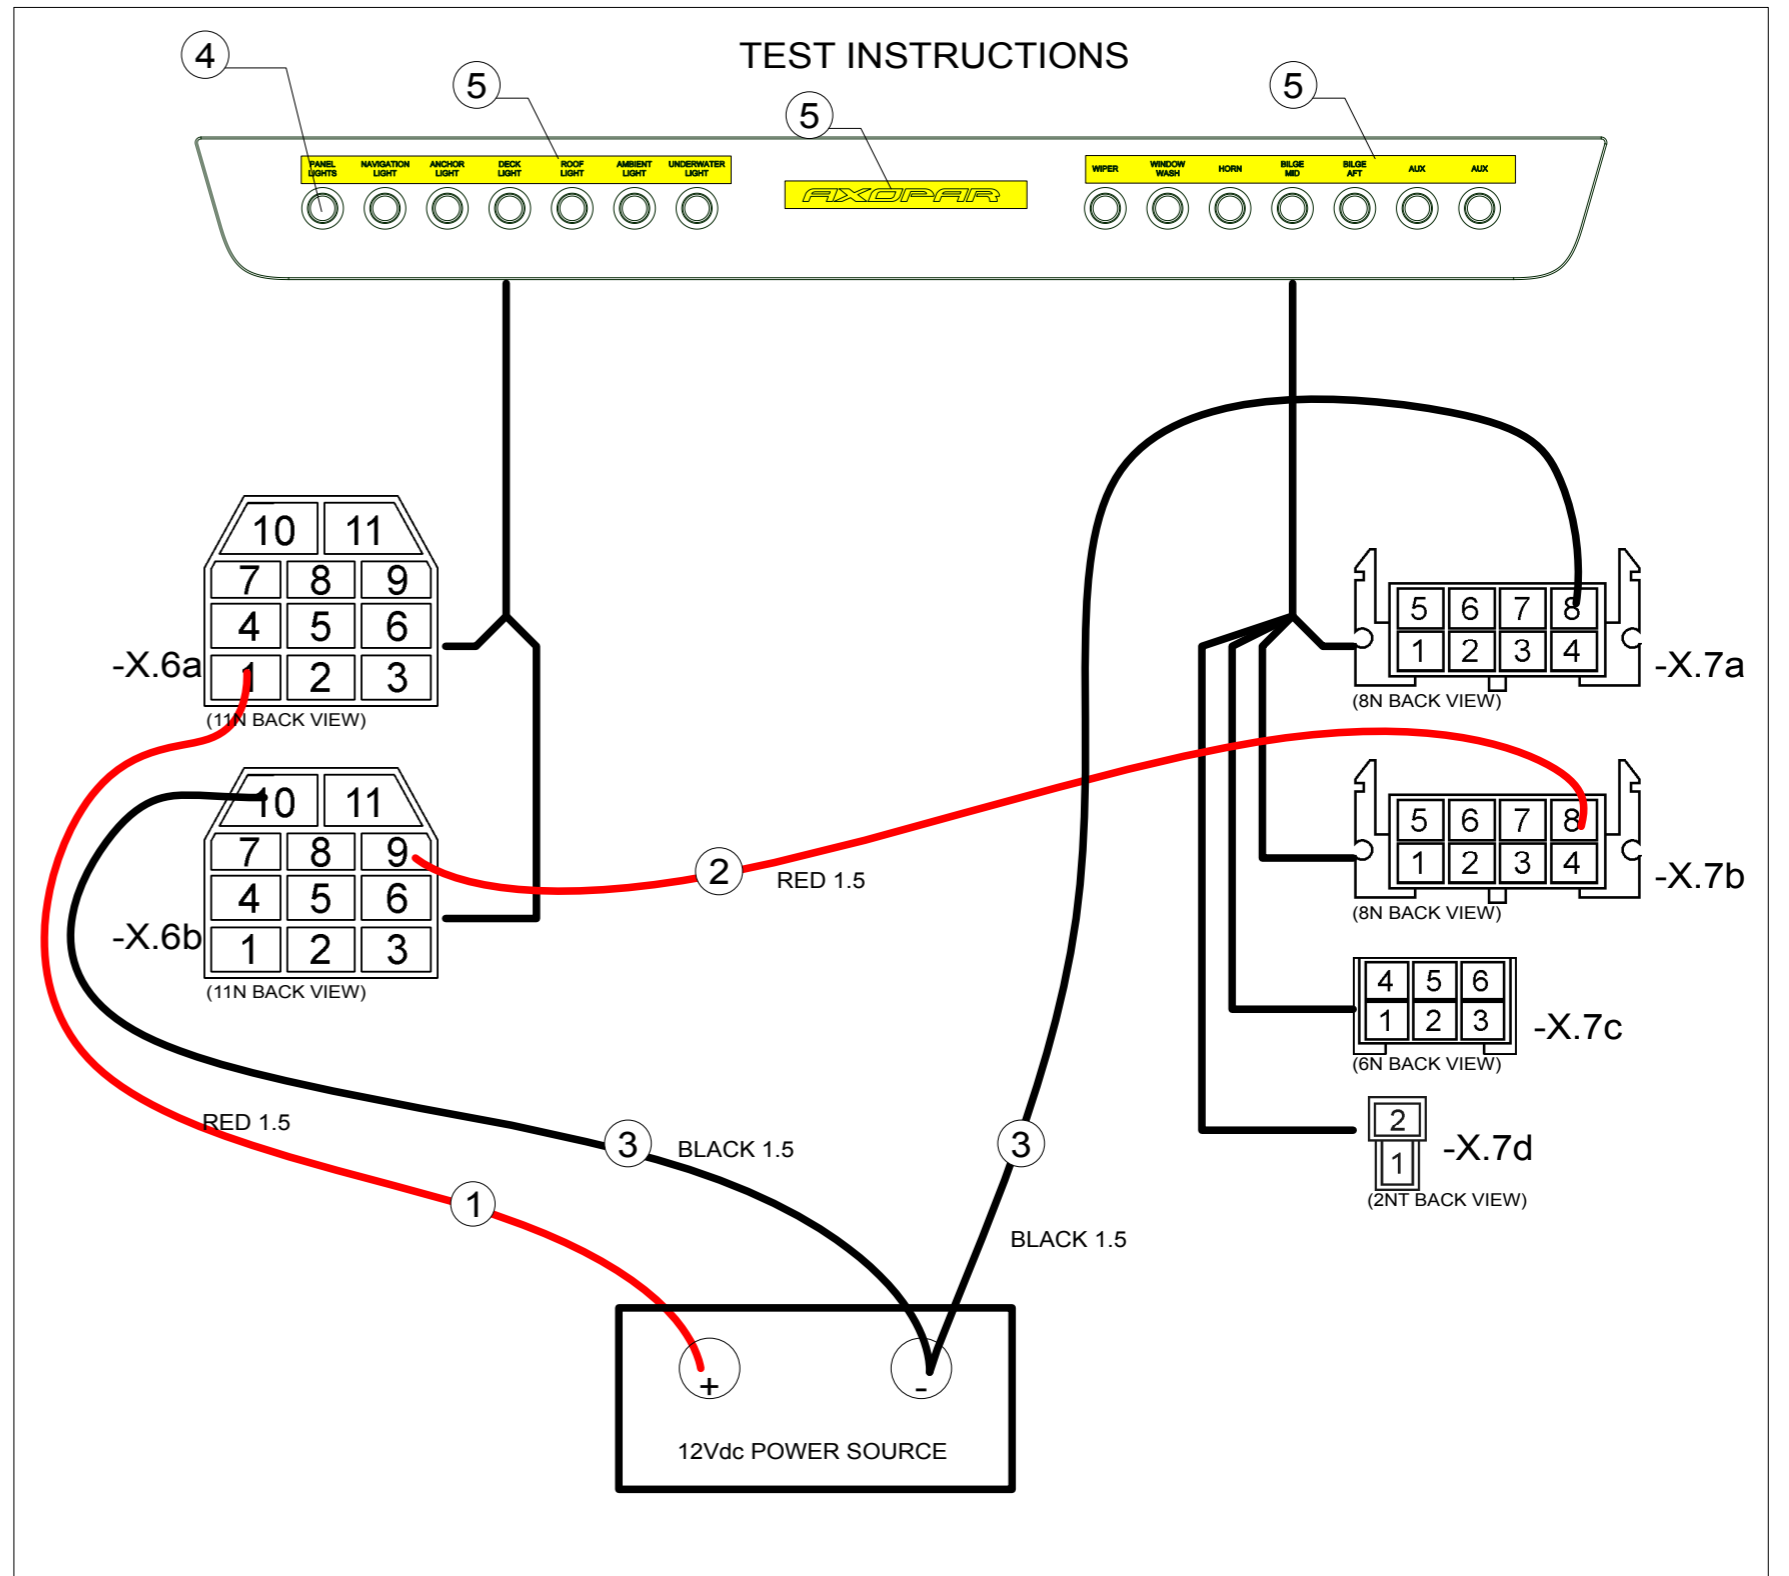 TEST INSTRUCTIONS
4
5
5
5
PANEL LIGHTS
NAVIGATION LIGHT
ANCHOR LIGHT
DECK LIGHT
ROOF LIGHT
AMBIENT LIGHT
UNDERWATER LIGHT
AXOPAR
WIPER
WINDOW WASH
HORN
BILGE MID
BILGE AFT
AUX
AUX
10 11
7 8 9
4 5 6
1 2 3
-X.6a
(11N BACK VIEW)
5 6 7 8
1 2 3 4
-X.7a
(8N BACK VIEW)
10 11
7 8 9
4 5 6
1 2 3
-X.6b
(11N BACK VIEW)
2
RED 1.5
5 6 7 8
1 2 3 4
-X.7b
(8N BACK VIEW)
4 5 6
1 2 3
-X.7c
(6N BACK VIEW)
2
1
-X.7d
(2NT BACK VIEW)
RED 1.5
1
3
BLACK 1.5
3
BLACK 1.5
+
-
12Vdc POWER SOURCE